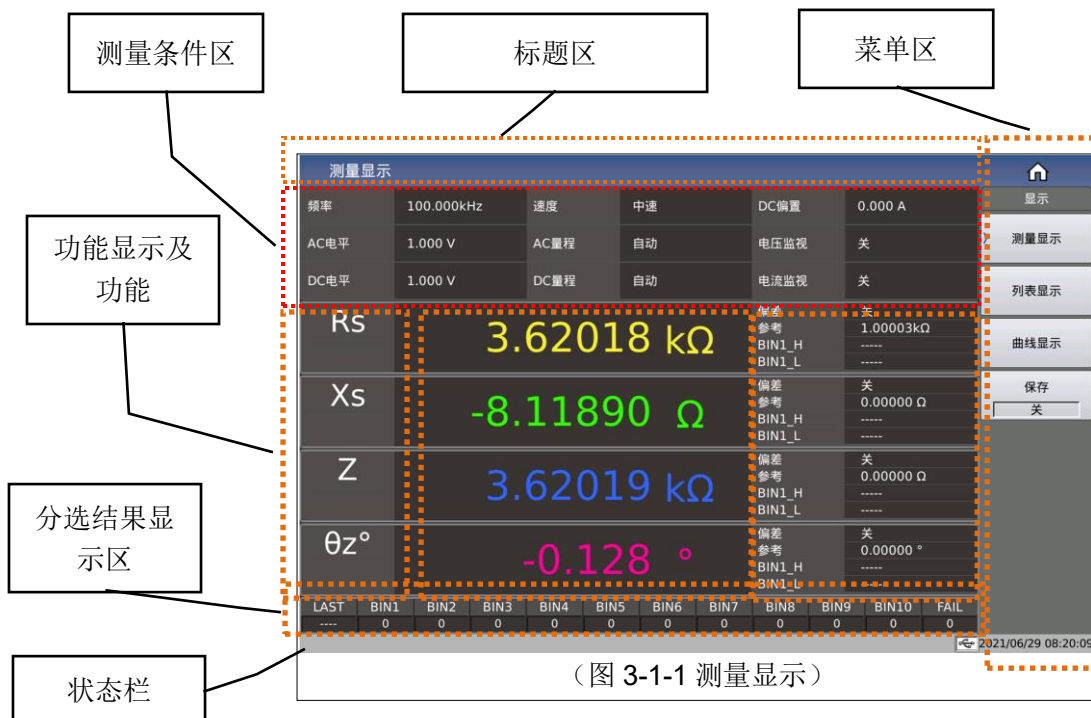 测量条件区
标题区
菜单区
测量显示
频率 100.000kHz 速度 中速 DC偏置 0.000 A
显示
AC电平 1.000 V AC量程 自动 电压监视 关
测量显示
DC电平 1.000 V DC量程 自动 电流监视 关
列表显示
功能显示及
功能
Rs
3.62018 kΩ
偏差 关
参考 1.00003kΩ
BIN1_H -----
BIN1_L -----
曲线显示
Xs
-8.11890 Ω
偏差 关
参考 0.00000 Ω
BIN1_H -----
BIN1_L -----
保存
关
Z
3.62019 kΩ
偏差 关
参考 0.00000 Ω
BIN1_H -----
BIN1_L -----
分选结果显
示区
θz°
-0.128 °
偏差 关
参考 0.00000 °
BIN1_H -----
BIN1_L -----
LAST BIN1 BIN2 BIN3 BIN4 BIN5 BIN6 BIN7 BIN8 BIN9 BIN10 FAIL
---- 0 0 0 0 0 0 0 0 0 0 0
2021/06/29 08:20:09
状态栏
（图 3-1-1 测量显示）